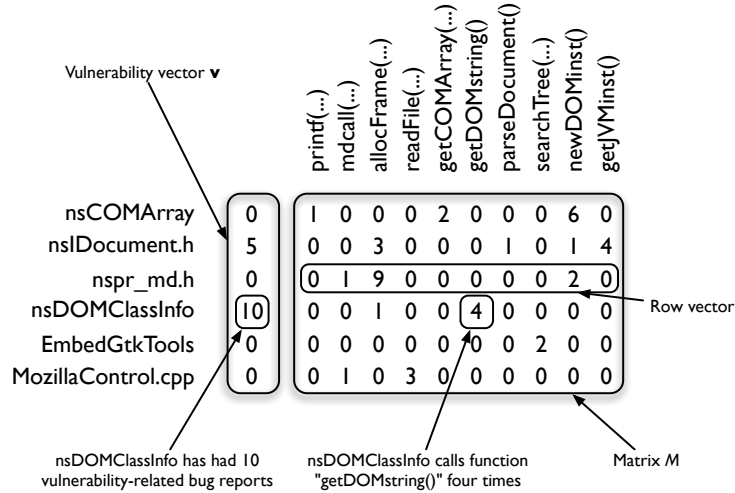 Vulnerability vector v
printf(...)
mdcall(...)
allocFrame(...)
readFile(...)
getCOMArray(...)
getDOMstring()
parseDocument()
searchTree(...)
newDOMinst()
getJVMinst()
nsCOMArray 0 1 0 0 0 2 0 0 0 6 0
nsIDocument.h 5 0 0 3 0 0 0 1 0 1 4
nspr_md.h 0 0 1 9 0 0 0 0 0 2 0
nsDOMClassInfo 10 0 0 1 0 0 4 0 0 0 0
EmbedGtkTools 0 0 0 0 0 0 0 0 2 0 0
MozillaControl.cpp 0 0 1 0 3 0 0 0 0 0 0
Row vector
nsDOMClassInfo has had 10
vulnerability-related bug reports
nsDOMClassInfo calls function
"getDOMstring()" four times
Matrix M